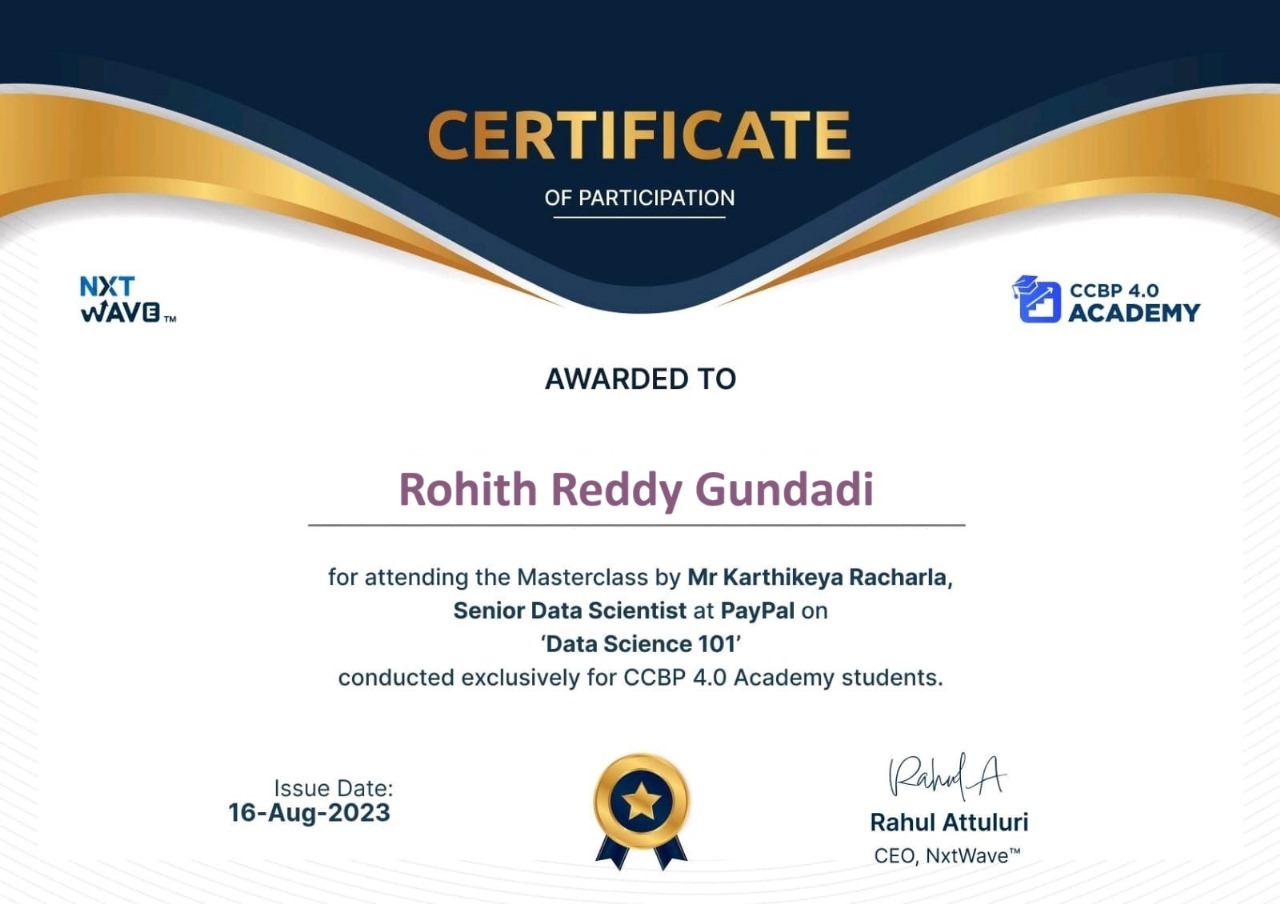 CERTIFICATE
OF PARTICIPATION
NXT
WAVE TM
CCBP 4.0
ACADEMY
AWARDED TO
Rohith Reddy Gundadi
for attending the Masterclass by Mr Karthikeya Racharla,
Senior Data Scientist at PayPal on
‘Data Science 101’
conducted exclusively for CCBP 4.0 Academy students.
Issue Date:
16-Aug-2023
Rahul A
Rahul Attuluri
CEO, NxtWave™